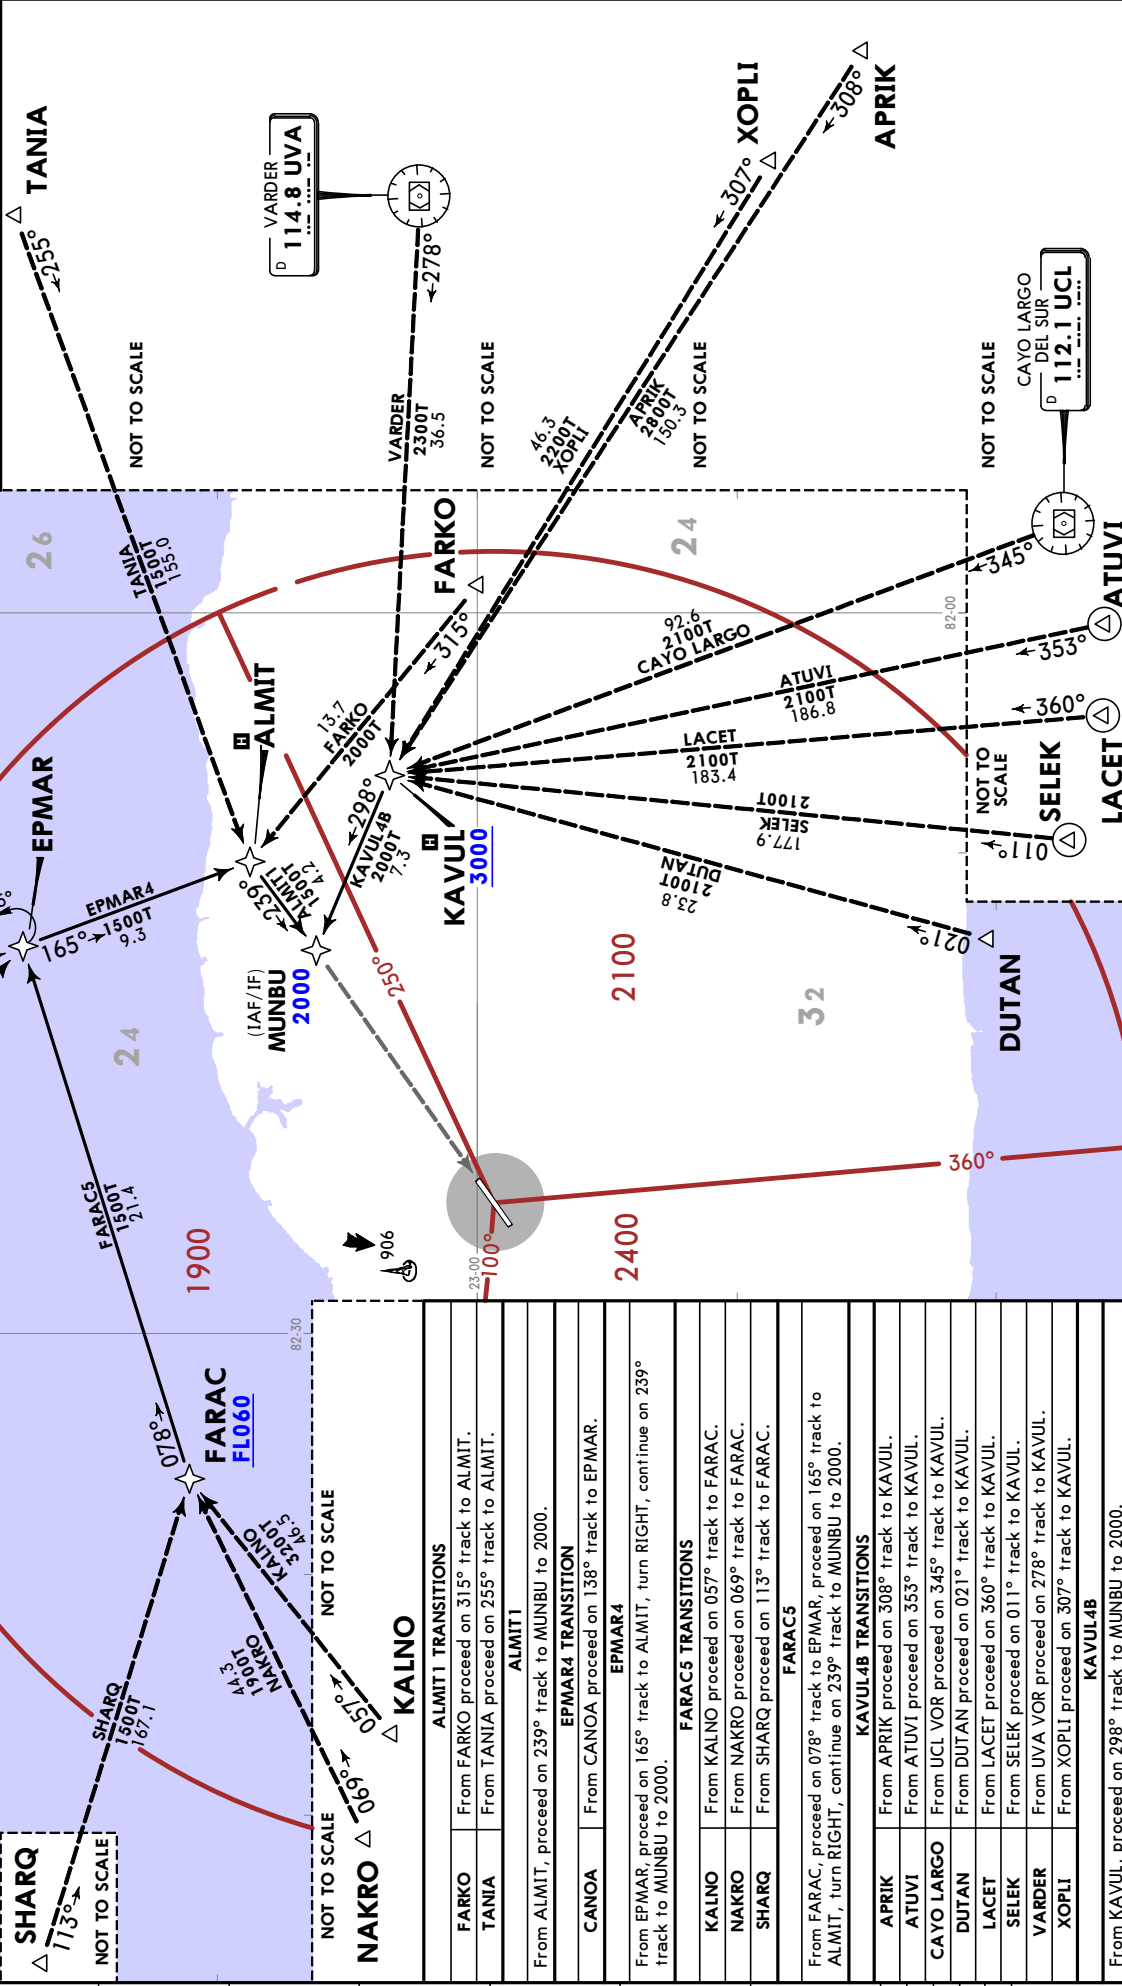 SHARQ
113°
NOT TO SCALE
SHARQ
1500T
167.1
NOT TO SCALE
NAKRO
069°
NAKRO
1900T
44.3
KALNO
057°
KALNO
3200T
46.5
NOT TO SCALE
FARAC
FL060
078°
FARAC5
1500T
21.4
82-30
1900
24
EPMAR
165°
EPMAR4
1500T
9.3
26
TANIA
255°
TANIA
1500T
155.0
NOT TO SCALE
ALMIT
H
239°
ALMIT1
1500T
4.2
(IAF/IF)
MUNBU
2000
VARDER
D
114.8 UVA
278°
VARDER
2300T
36.5
NOT TO SCALE
FARKO
315°
13.7
FARKO
2000T
298°
KAVUL4B
2000T
7.3
H
KAVUL
3000
250°
906
23-00
100°
2400
2100
32
24
360°
XOPLI
307°
46.3
2200T
XOPLI
APRIK
308°
APRIK
2800T
150.3
NOT TO SCALE
CAYO LARGO
DEL SUR
D
112.1 UCL
345°
92.6
2100T
CAYO LARGO
NOT TO SCALE
82-00
ATUVI
353°
ATUVI
2100T
186.8
LACET
360°
LACET
2100T
183.4
NOT TO
SCALE
SELEK
011°
SELEK
2100T
177.9
DUTAN
021°
DUTAN
2100T
23.8
ALMIT1 TRANSITIONS
FARKO From FARKO proceed on 315° track to ALMIT.
TANIA From TANIA proceed on 255° track to ALMIT.
ALMIT1
From ALMIT, proceed on 239° track to MUNBU to 2000.
EPMAR4 TRANSITION
CANOA From CANOA proceed on 138° track to EPMAR.
EPMAR4
From EPMAR, proceed on 165° track to ALMIT, turn RIGHT, continue on 239°
track to MUNBU to 2000.
FARAC5 TRANSITIONS
KALNO From KALNO proceed on 057° track to FARAC.
NAKRO From NAKRO proceed on 069° track to FARAC.
SHARQ From SHARQ proceed on 113° track to FARAC.
FARAC5
From FARAC, proceed on 078° track to EPMAR, proceed on 165° track to
ALMIT, turn RIGHT, continue on 239° track to MUNBU to 2000.
KAVUL4B TRANSITIONS
APRIK From APRIK proceed on 308° track to KAVUL.
ATUVI From ATUVI proceed on 353° track to KAVUL.
CAYO LARGO From UCL VOR proceed on 345° track to KAVUL.
DUTAN From DUTAN proceed on 021° track to KAVUL.
LACET From LACET proceed on 360° track to KAVUL.
SELEK From SELEK proceed on 011° track to KAVUL.
VARDER From UVA VOR proceed on 278° track to KAVUL.
XOPLI From XOPLI proceed on 307° track to KAVUL.
KAVUL4B
From KAVUL, proceed on 298° track to MUNBU to 2000.